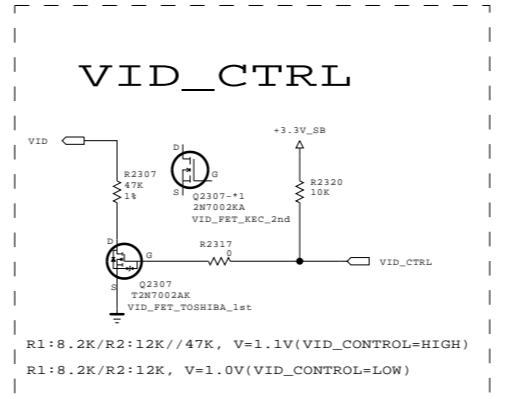 VID_CTRL
+3.3V_SB
VID
D
R2307
47K
1%
G
S
Q2307-*1
2N7002KA
VID_FET_KEC_2nd
R2320
10K
R2317
0
D
G
S
VID_CTRL
Q2307
T2N7002AK
VID_FET_TOSHIBA_1st
R1:8.2K/R2:12K//47K, V=1.1V(VID_CONTROL=HIGH)
R1:8.2K/R2:12K, V=1.0V(VID_CONTROL=LOW)